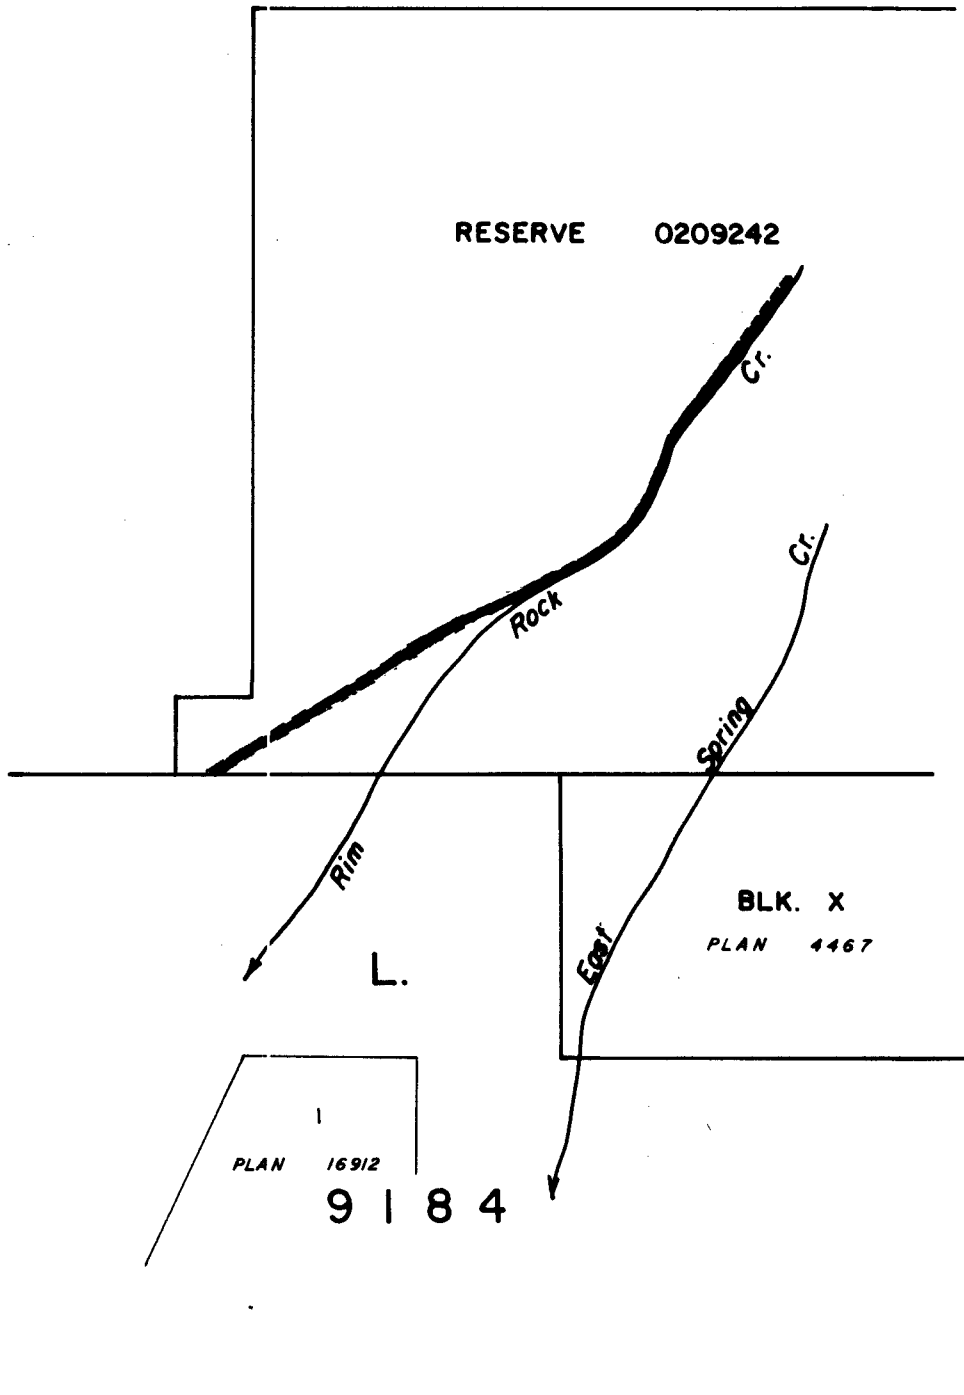 RESERVE 0209242
Rim Rock Cr.
East Spring Cr.
BLK. X
PLAN 4467
L.
1
PLAN 16912
9184